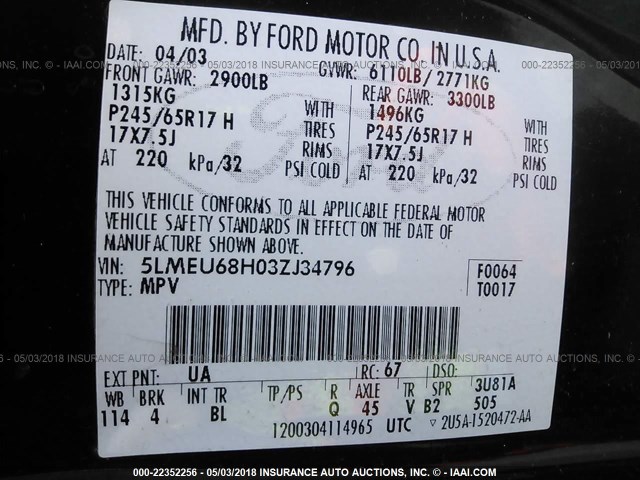 MFD. BY FORD MOTOR CO. IN U.S.A.
DATE: 04/03 GVWR: 6110LB/ 2771KG
FRONT GAWR: 2900LB REAR GAWR: 3300LB
1315KG WITH 1496KG WITH
P245/65R17 H TIRES P245/65R17 H TIRES
17X7.5J RIMS 17X7.5J RIMS
AT 220 kPa/32 PSI COLD AT 220 kPa/32 PSI COLD
Ford
THIS VEHICLE CONFORMS TO ALL APPLICABLE FEDERAL MOTOR
VEHICLE SAFETY STANDARDS IN EFFECT ON THE DATE OF
MANUFACTURE SHOWN ABOVE.
VIN: 5LMEU68H03ZJ34796 F0064
TYPE: MPV T0017
EXT PNT: UA RC: 67 DSO:
WB BRK INT TR TP/PS R AXLE TR SPR 3U81A
114 4 BL Q 45 V B2 505
1200304114965 UTC ▽ 2U5A-1520472-AA
000-22352256 - 05/03/2018 INSURANCE AUTO AUCTIONS, INC. - © IAAI.COM